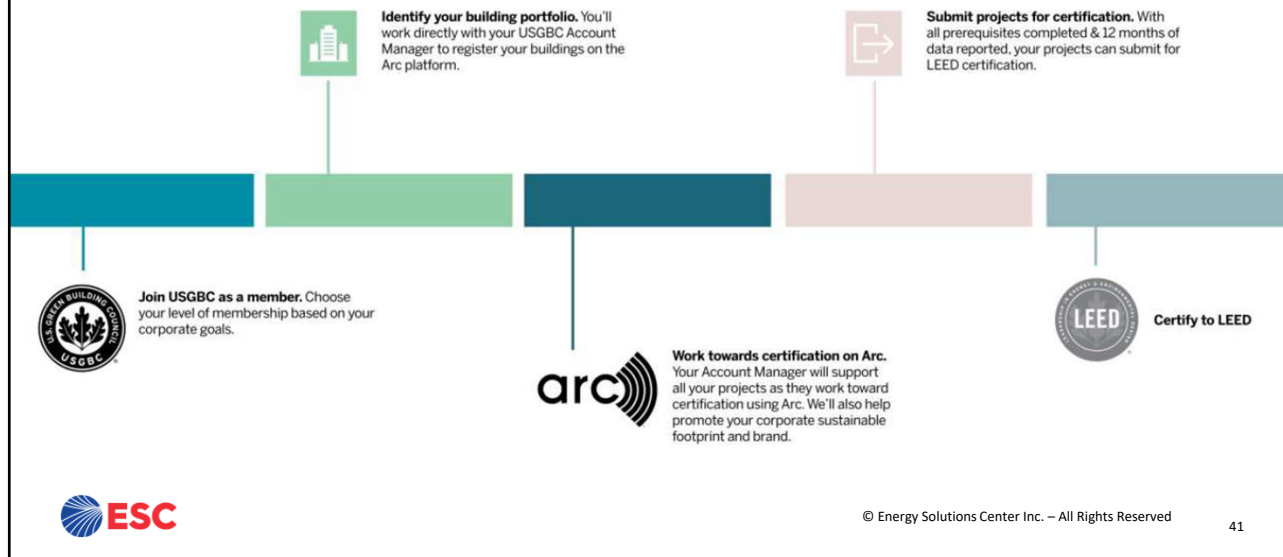 Identify your building portfolio. You'll
work directly with your USGBC Account
Manager to register your buildings on the
Arc platform.
Submit projects for certification. With
all prerequisites completed & 12 months of
data reported, your projects can submit for
LEED certification.
U.S. GREEN BUILDING COUNCIL
USGBC
Join USGBC as a member. Choose
your level of membership based on your
corporate goals.
arc
Work towards certification on Arc.
Your Account Manager will support
all your projects as they work toward
certification using Arc. We'll also help
promote your corporate sustainable
footprint and brand.
LEED
Certify to LEED
ESC
© Energy Solutions Center Inc. – All Rights Reserved
41